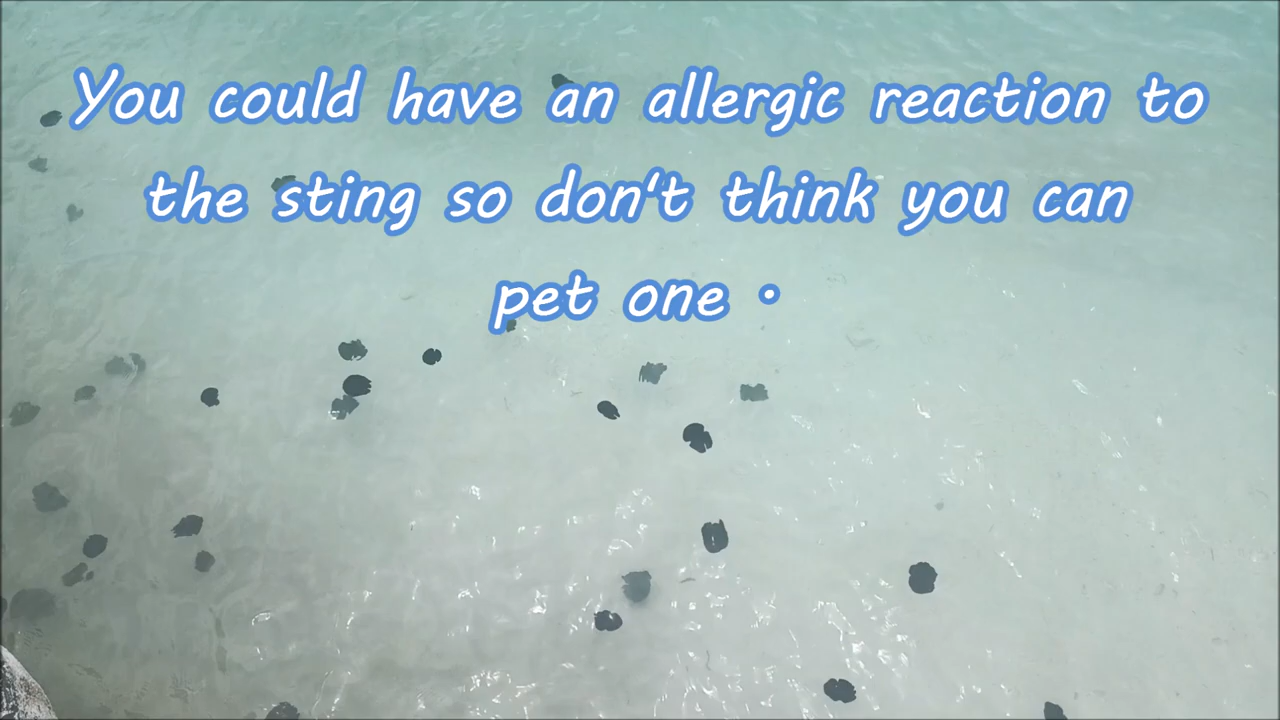 You could have an allergic reaction to
the sting so don't think you can
pet one .